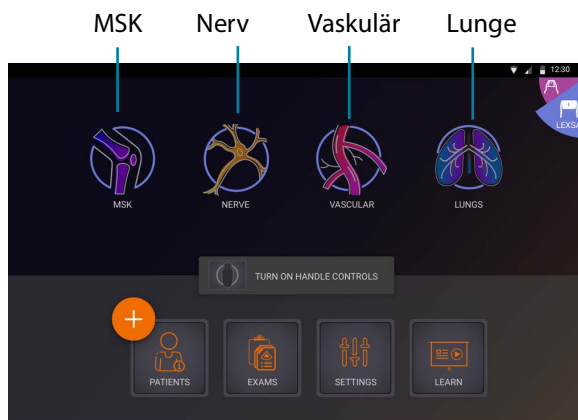 MSK Nerv Vaskulär Lunge
12:30
LEXSA
MSK NERVE VASCULAR LUNGS
TURN ON HANDLE CONTROLS
PATIENTS EXAMS SETTINGS LEARN